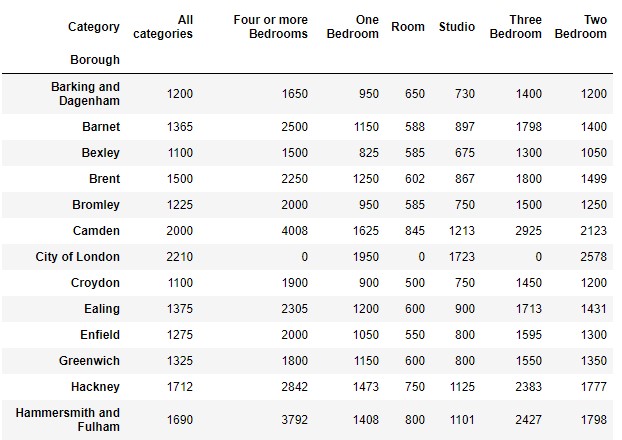 Category All categories Four or more Bedrooms One Bedroom Room Studio Three Bedroom Two Bedroom
Borough
Barking and Dagenham 1200 1650 950 650 730 1400 1200
Barnet 1365 2500 1150 588 897 1798 1400
Bexley 1100 1500 825 585 675 1300 1050
Brent 1500 2250 1250 602 867 1800 1499
Bromley 1225 2000 950 585 750 1500 1250
Camden 2000 4008 1625 845 1213 2925 2123
City of London 2210 0 1950 0 1723 0 2578
Croydon 1100 1900 900 500 750 1450 1200
Ealing 1375 2305 1200 600 900 1713 1431
Enfield 1275 2000 1050 550 800 1595 1300
Greenwich 1325 1800 1150 600 800 1550 1350
Hackney 1712 2842 1473 750 1125 2383 1777
Hammersmith and Fulham 1690 3792 1408 800 1101 2427 1798